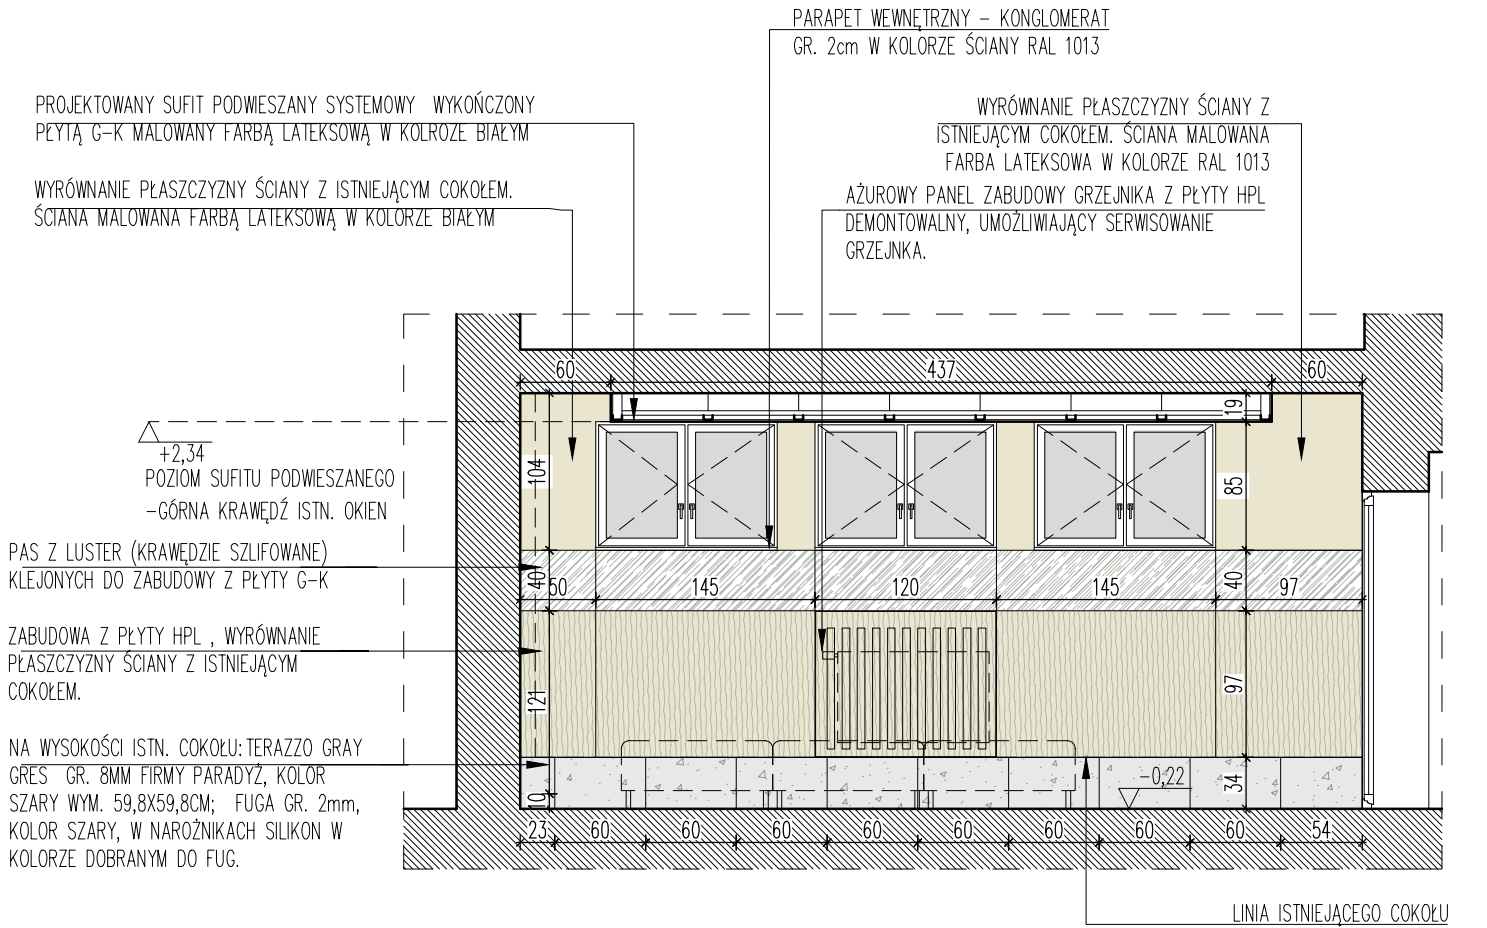 PARAPET WEWNĘTRZNY – KONGLOMERAT
GR. 2cm W KOLORZE ŚCIANY RAL 1013
PROJEKTOWANY SUFIT PODWIESZANY SYSTEMOWY WYKOŃCZONY
PŁYTĄ G-K MALOWANY FARBĄ LATEKSOWĄ W KOLROZE BIAŁYM
WYRÓWNANIE PŁASZCZYZNY ŚCIANY Z
ISTNIEJĄCYM COKOŁEM. ŚCIANA MALOWANA
FARBA LATEKSOWA W KOLORZE RAL 1013
WYRÓWNANIE PŁASZCZYZNY ŚCIANY Z ISTNIEJĄCYM COKOŁEM.
ŚCIANA MALOWANA FARBĄ LATEKSOWĄ W KOLORZE BIAŁYM
AŻUROWY PANEL ZABUDOWY GRZEJNIKA Z PŁYTY HPL
DEMONTOWALNY, UMOŻLIWIAJĄCY SERWISOWANIE
GRZEJNKA.
60 437 60
19
+2,34
POZIOM SUFITU PODWIESZANEGO
-GÓRNA KRAWĘDŹ ISTN. OKIEN
104
85
PAS Z LUSTER (KRAWĘDZIE SZLIFOWANE)
KLEJONYCH DO ZABUDOWY Z PŁYTY G-K
40 50 145 120 145 40 97
ZABUDOWA Z PŁYTY HPL , WYRÓWNANIE
PŁASZCZYZNY ŚCIANY Z ISTNIEJĄCYM
COKOŁEM.
121
97
NA WYSOKOŚCI ISTN. COKOŁU: TERAZZO GRAY
GRES GR. 8MM FIRMY PARADYŻ, KOLOR
SZARY WYM. 59,8X59,8CM; FUGA GR. 2mm,
KOLOR SZARY, W NAROŻNIKACH SILIKON W
KOLORZE DOBRANYM DO FUG.
-0,22
10
34
23 60 60 60 60 60 60 60 60 54
LINIA ISTNIEJĄCEGO COKOŁU